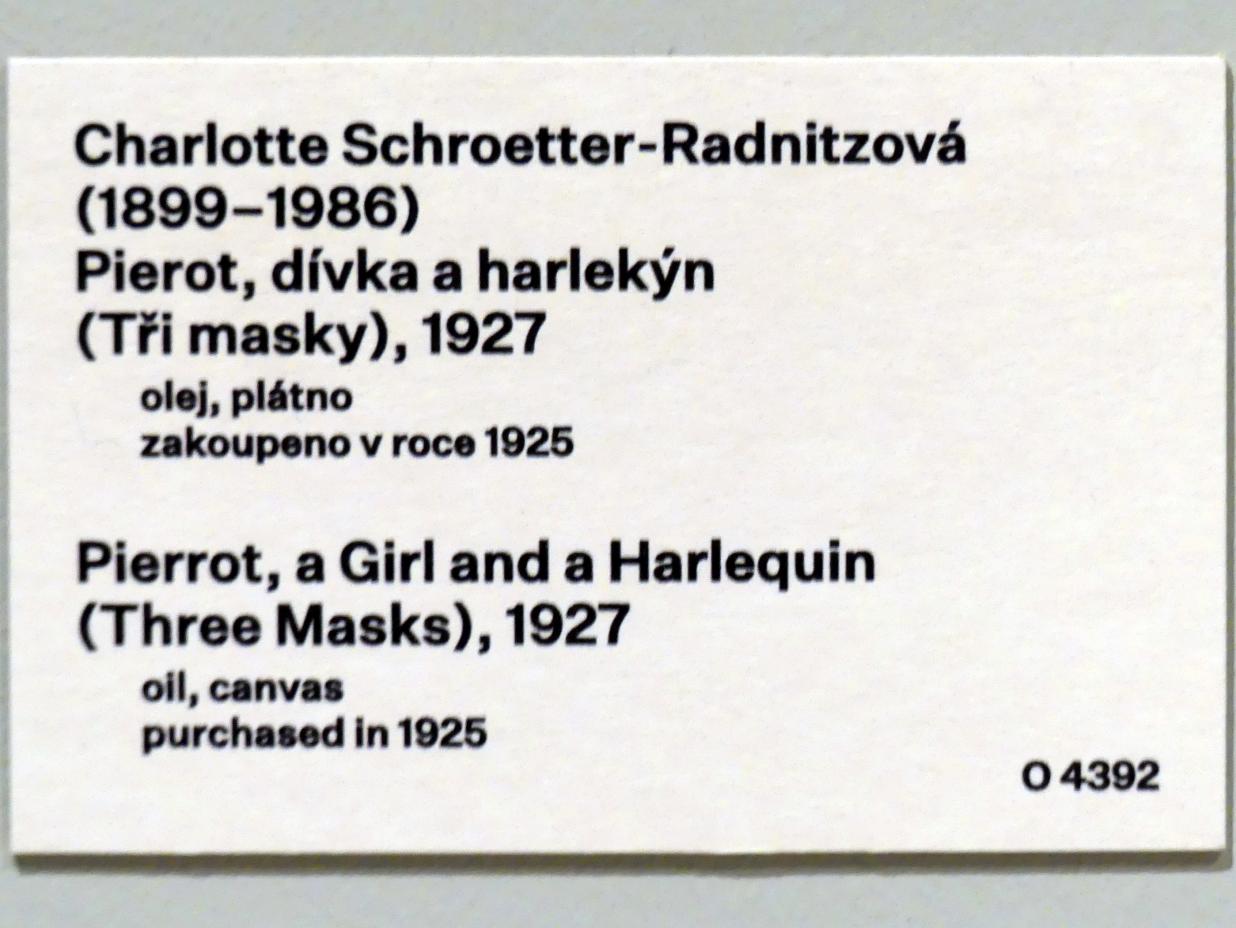 Charlotte Schroetter-Radnitzová
(1899–1986)
Pierot, dívka a harlekýn
(Tři masky), 1927
olej, plátno
zakoupeno v roce 1925
Pierrot, a Girl and a Harlequin
(Three Masks), 1927
oil, canvas
purchased in 1925
O 4392